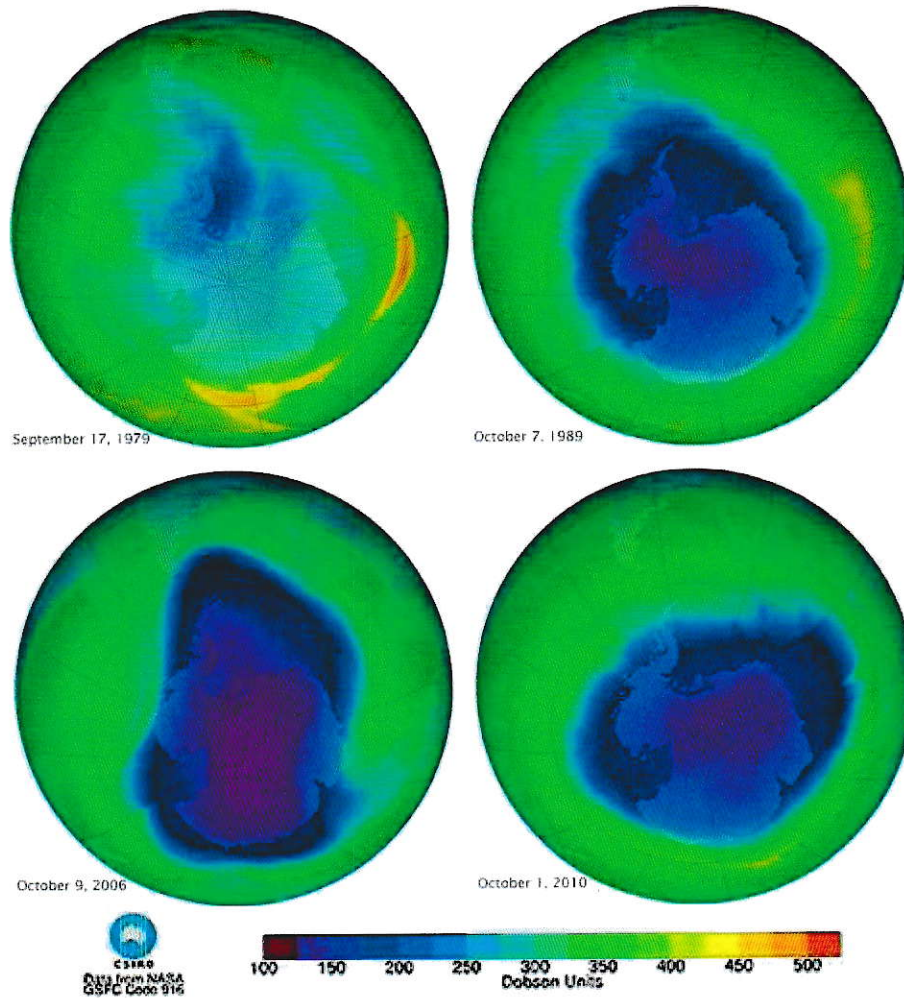 September 17, 1979
October 7, 1989
October 9, 2006
October 1, 2010
CSIRO
Data from NASA
GSFC Code 916
100 150 200 250 300 350 400 450 500
Dobson Units